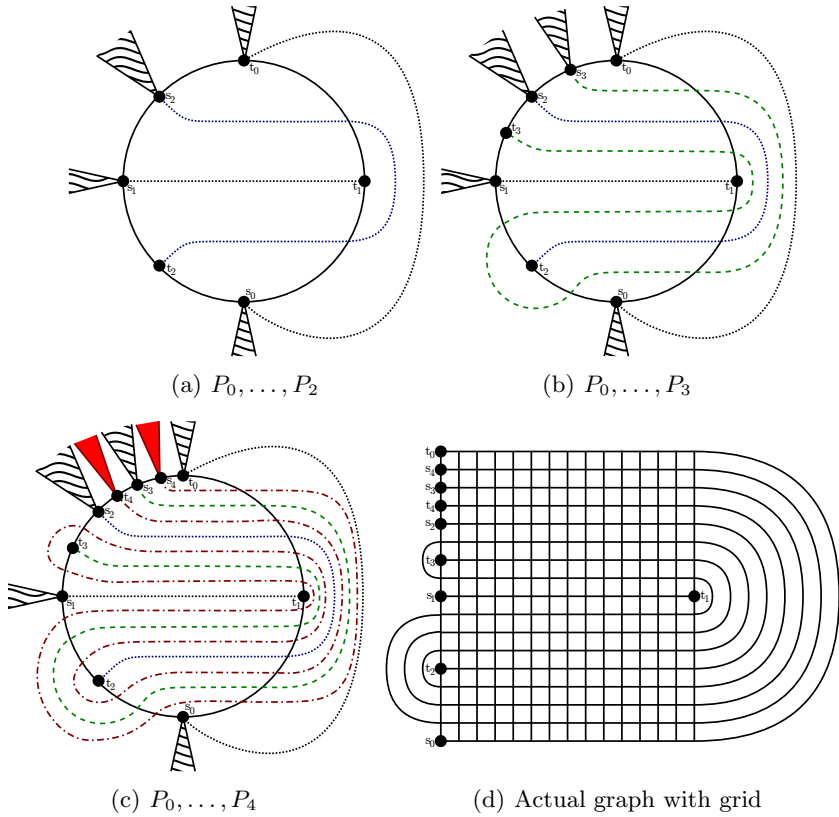 t₀
s₂
s₁
t₁
t₂
s₀
(a) P₀, . . . , P₂
t₀
s₃
s₂
t₃
s₁
t₁
t₂
s₀
(b) P₀, . . . , P₃
t₀
s₄
s₃
t₄
s₂
t₃
s₁
t₁
t₂
s₀
(c) P₀, . . . , P₄
t₀
s₄
s₃
t₄
s₂
t₃
s₁
t₁
t₂
s₀
(d) Actual graph with grid